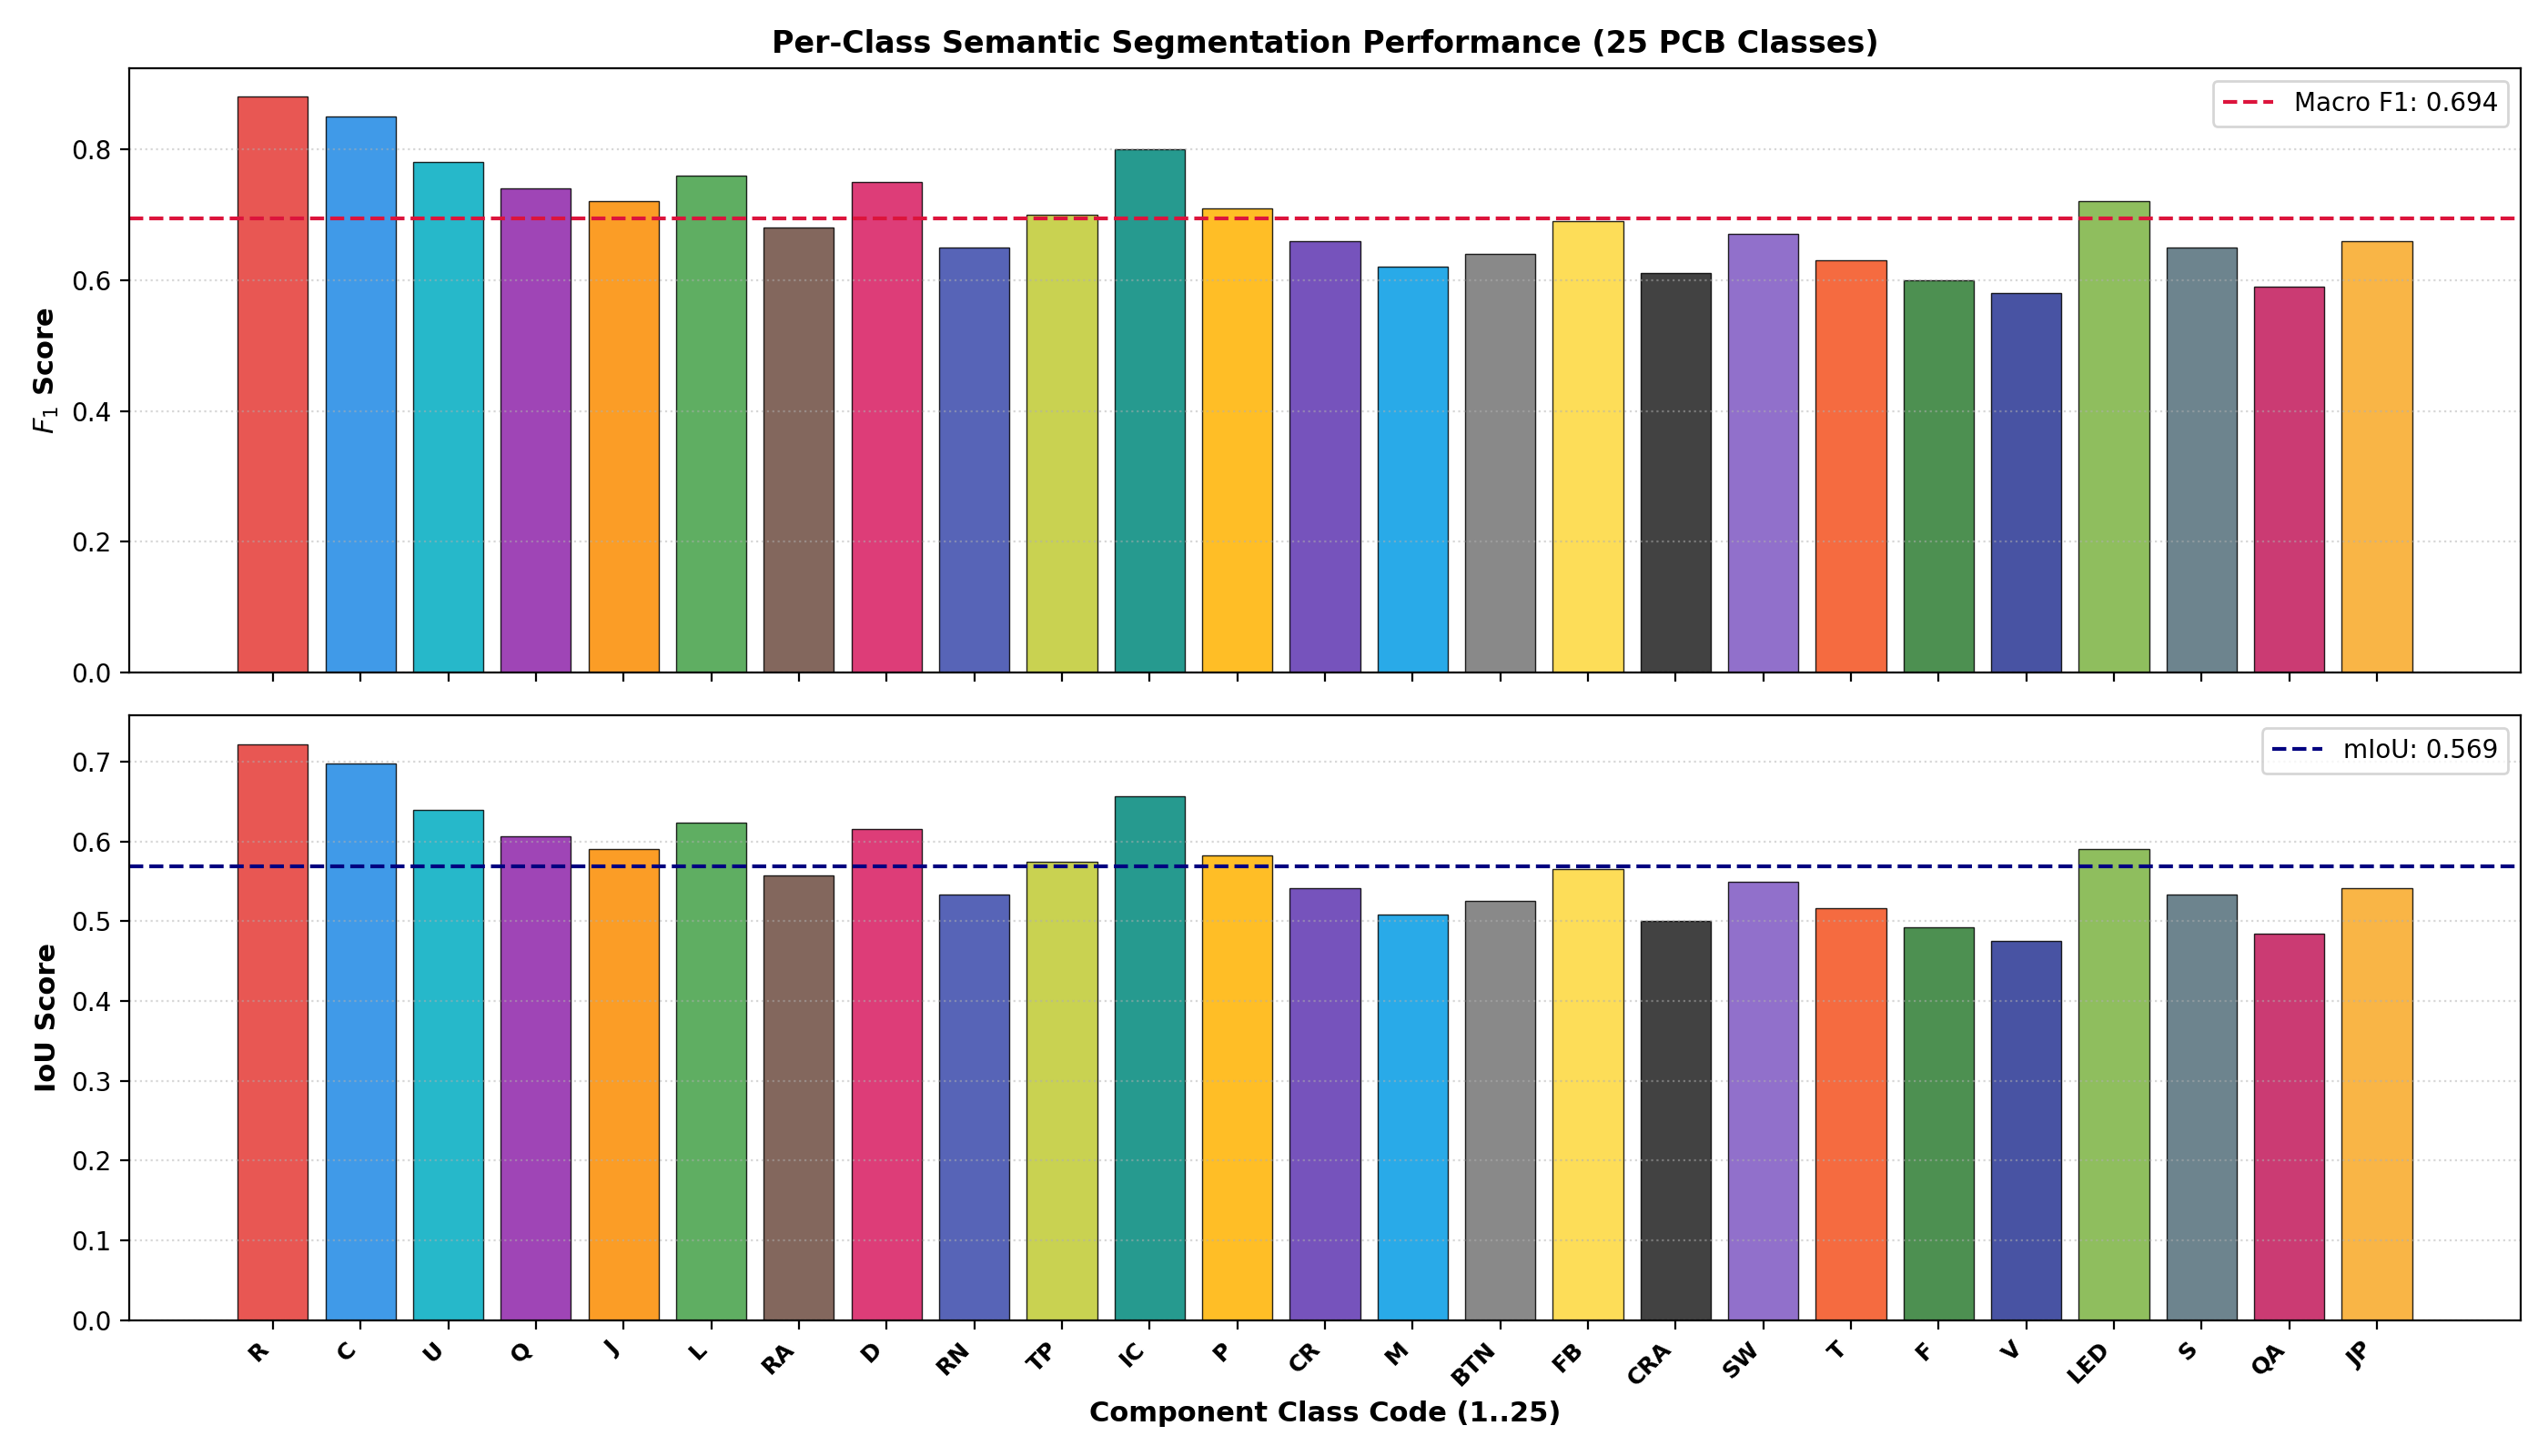 Per-Class Semantic Segmentation Performance (25 PCB Classes)
Macro F1: 0.694
F1 Score
0.8
0.6
0.4
0.2
0.0
mIoU: 0.569
IoU Score
0.7
0.6
0.5
0.4
0.3
0.2
0.1
0.0
R C U Q J L RA D RN TP IC P CR M BTN FB CRA SW T F V LED S QA JP
Component Class Code (1..25)